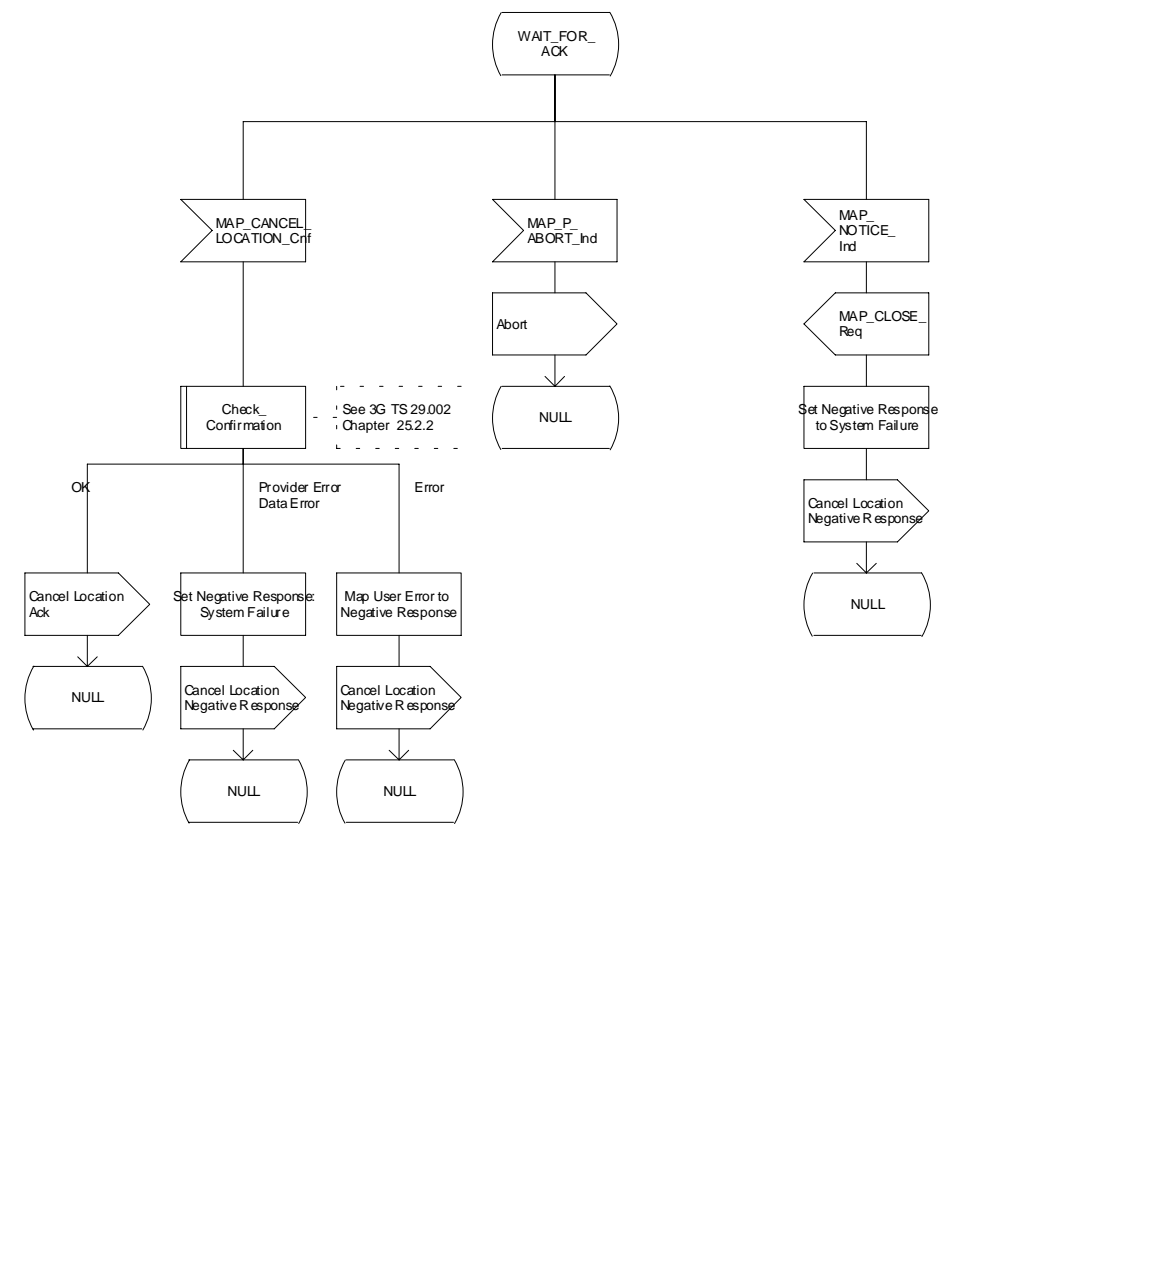 WAIT_FOR_
ACK
MAP_CANCEL_
LOCATION_Cnf
MAP_P_
ABORT_Ind
MAP_
NOTICE_
Ind
Abort
MAP_CLOSE_
Req
Check_
Confirmation
See 3G TS 29.002
Chapter 25.2.2
NULL
Set Negative Response
to System Failure
OK
Provider Error
Data Error
Error
Cancel Location
Negative Response
Cancel Location
Ack
Set Negative Response:
System Failure
Map User Error to
Negative Response
NULL
NULL
Cancel Location
Negative Response
Cancel Location
Negative Response
NULL
NULL